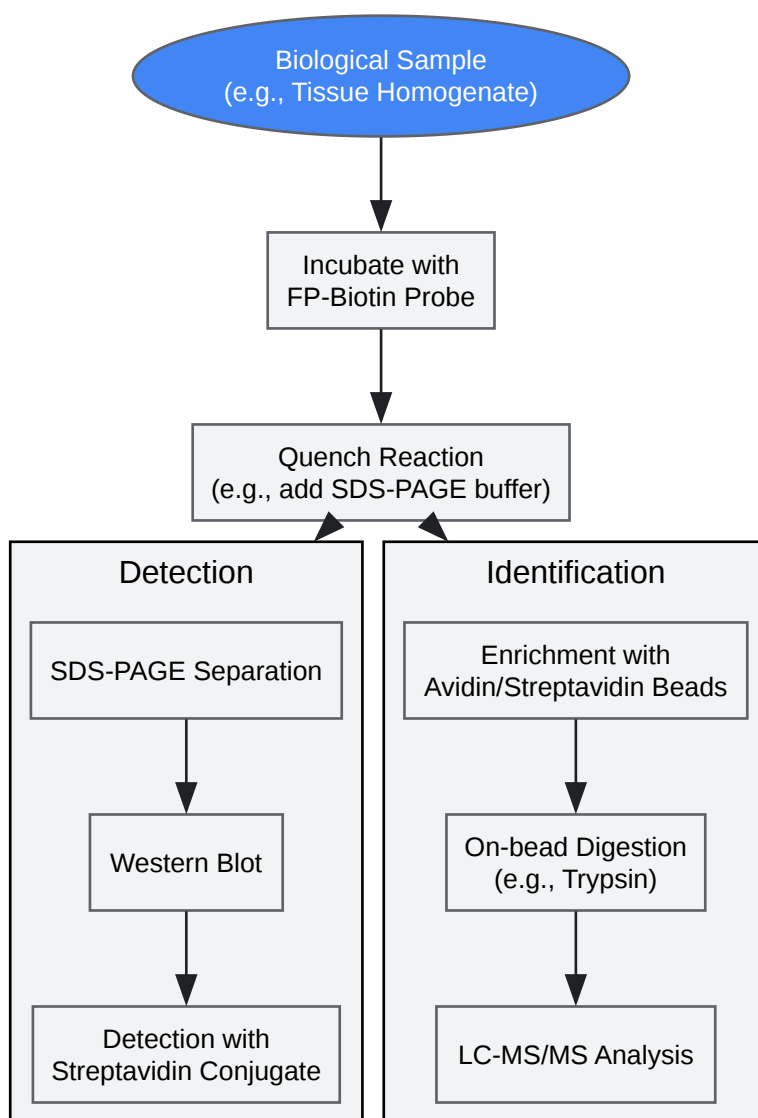 Biological Sample
(e.g., Tissue Homogenate)
Incubate with
FP-Biotin Probe
Quench Reaction
(e.g., add SDS-PAGE buffer)
Detection
SDS-PAGE Separation
Western Blot
Detection with
Streptavidin Conjugate
Identification
Enrichment with
Avidin/Streptavidin Beads
On-bead Digestion
(e.g., Trypsin)
LC-MS/MS Analysis